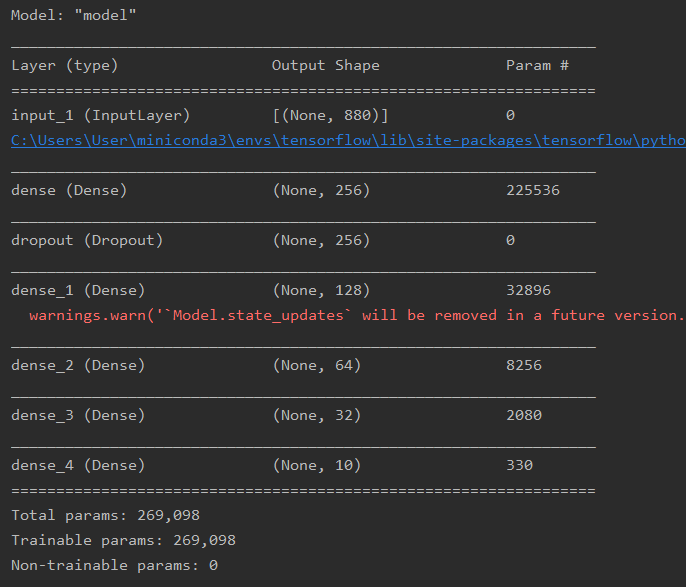 Model: "model"
_________________________________________________________________
Layer (type)                 Output Shape              Param #
=================================================================
input_1 (InputLayer)         [(None, 880)]             0
C:\Users\User\miniconda3\envs\tensorflow\lib\site-packages\tensorflow\pytho
_________________________________________________________________
dense (Dense)                (None, 256)               225536
_________________________________________________________________
dropout (Dropout)            (None, 256)               0
_________________________________________________________________
dense_1 (Dense)              (None, 128)               32896
  warnings.warn('`Model.state_updates` will be removed in a future version.
_________________________________________________________________
dense_2 (Dense)              (None, 64)                8256
_________________________________________________________________
dense_3 (Dense)              (None, 32)                2080
_________________________________________________________________
dense_4 (Dense)              (None, 10)                330
=================================================================
Total params: 269,098
Trainable params: 269,098
Non-trainable params: 0